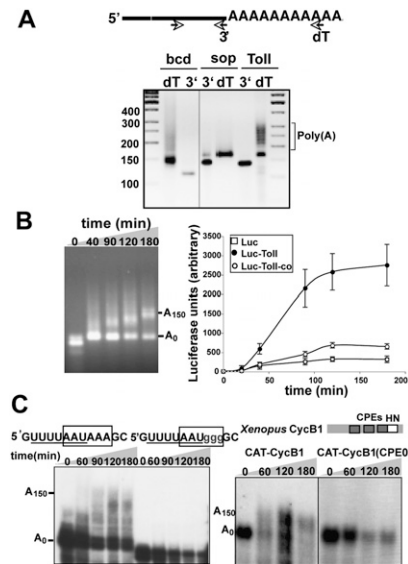 A
5' AAAAAAAAAAA
3' dT
bcd sop Toll
dT 3' 3' dT 3' dT
400
300
200
150
100
Poly(A)
B
time (min)
0 40 90 120 180
A150
A0
Luciferase units (arbitrary)
3500
3000
2500
2000
1500
1000
500
0
Luc
Luc-Toll
Luc-Toll-co
0 50 100 150 200
time (min)
C
5'GUUUUAAUAAAGC 5'GUUUUAAUgggGC
time(min) 0 60 90 120 180 0 60 90 120 180
A150
A0
CPEs HN
Xenopus CycB1
CAT-CycB1 CAT-CycB1(CPE0
0 60 120 180 0 60 120 180
A150
A0